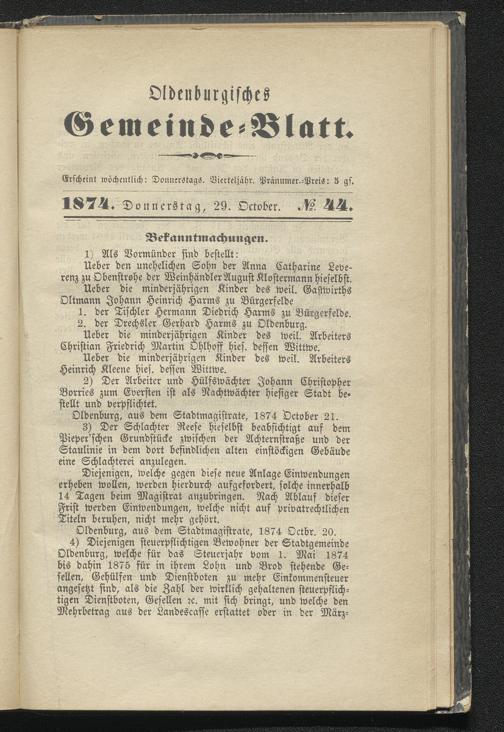 Oldenburgisches
Gemeinde-Blatt.
Erscheint wöchentlich: Donnerstags. Vierteljähr. Pränumer.-Preis: 5 gs.
1874. Donnerstag, 29. October. № 44.
Bekanntmachungen.
1) Als Vormünder sind bestellt:
Ueber den unehelichen Sohn der Anna Catharine Leve-
renz zu Obenstrohe der Weinhändler August Klostermann hieselbst.
Ueber die minderjährigen Kinder des weil. Gastwirths
Oltmann Johann Heinrich Harms zu Bürgerfelde
1. der Tischler Hermann Diedrich Harms zu Bürgerfelde.
2. der Drechsler Gerhard Harms zu Oldenburg.
Ueber die minderjährigen Kinder des weil. Arbeiters
Christian Friedrich Martin Ohlhoff hies. dessen Wittwe.
Ueber die minderjährigen Kinder des weil. Arbeiters
Heinrich Kleene hies. dessen Wittwe.
2) Der Arbeiter und Hülfswächter Johann Christopher
Borries zum Eversten ist als Nachtwächter hiesiger Stadt be-
stellt und verpflichtet.
Oldenburg, aus dem Stadtmagistrate, 1874 October 21.
3) Der Schlachter Reese hieselbst beabsichtigt auf dem
Pieper'schen Grundstücke zwischen der Achternstraße und der
Staulinie in dem dort befindlichen alten einstöckigen Gebäude
eine Schlachterei anzulegen.
Diejenigen, welche gegen diese neue Anlage Einwendungen
erheben wollen, werden hierdurch aufgefordert, solche innerhalb
14 Tagen beim Magistrat anzubringen. Nach Ablauf dieser
Frist werden Einwendungen, welche nicht auf privatrechtlichen
Titeln beruhen, nicht mehr gehört.
Oldenburg, aus dem Stadtmagistrate, 1874 Octbr. 20.
4) Diejenigen steuerpflichtigen Bewohner der Stadtgemeinde
Oldenburg, welche für das Steuerjahr vom 1. Mai 1874
bis dahin 1875 für in ihrem Lohn und Brod stehende Ge-
sellen, Gehülfen und Dienstboten zu mehr Einkommensteuer
angesetzt sind, als die Zahl der wirklich gehaltenen steuerpflich-
tigen Dienstboten, Gesellen ꝛc. mit sich bringt, und welche den
Mehrbetrag aus der Landescasse erstattet oder in der März-